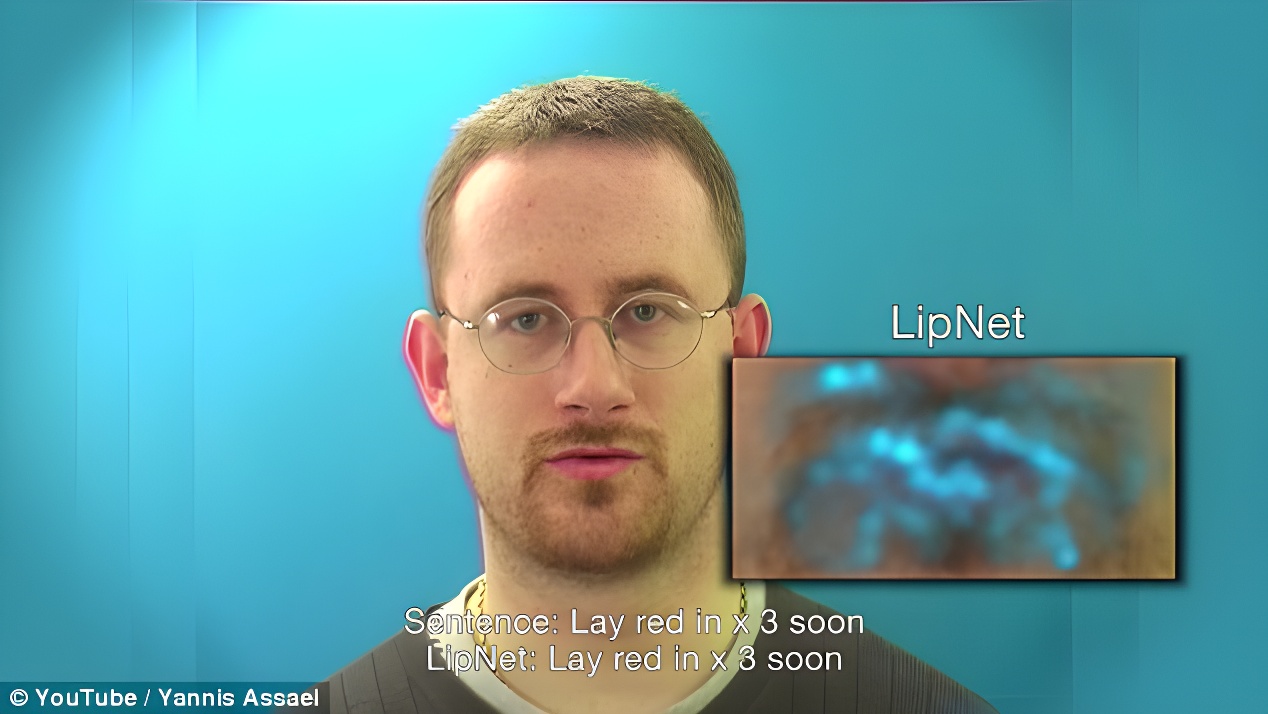 LipNet
Sentence: Lay red in x 3 soon
LipNet: Lay red in x 3 soon
© YouTube / Yannis Assael